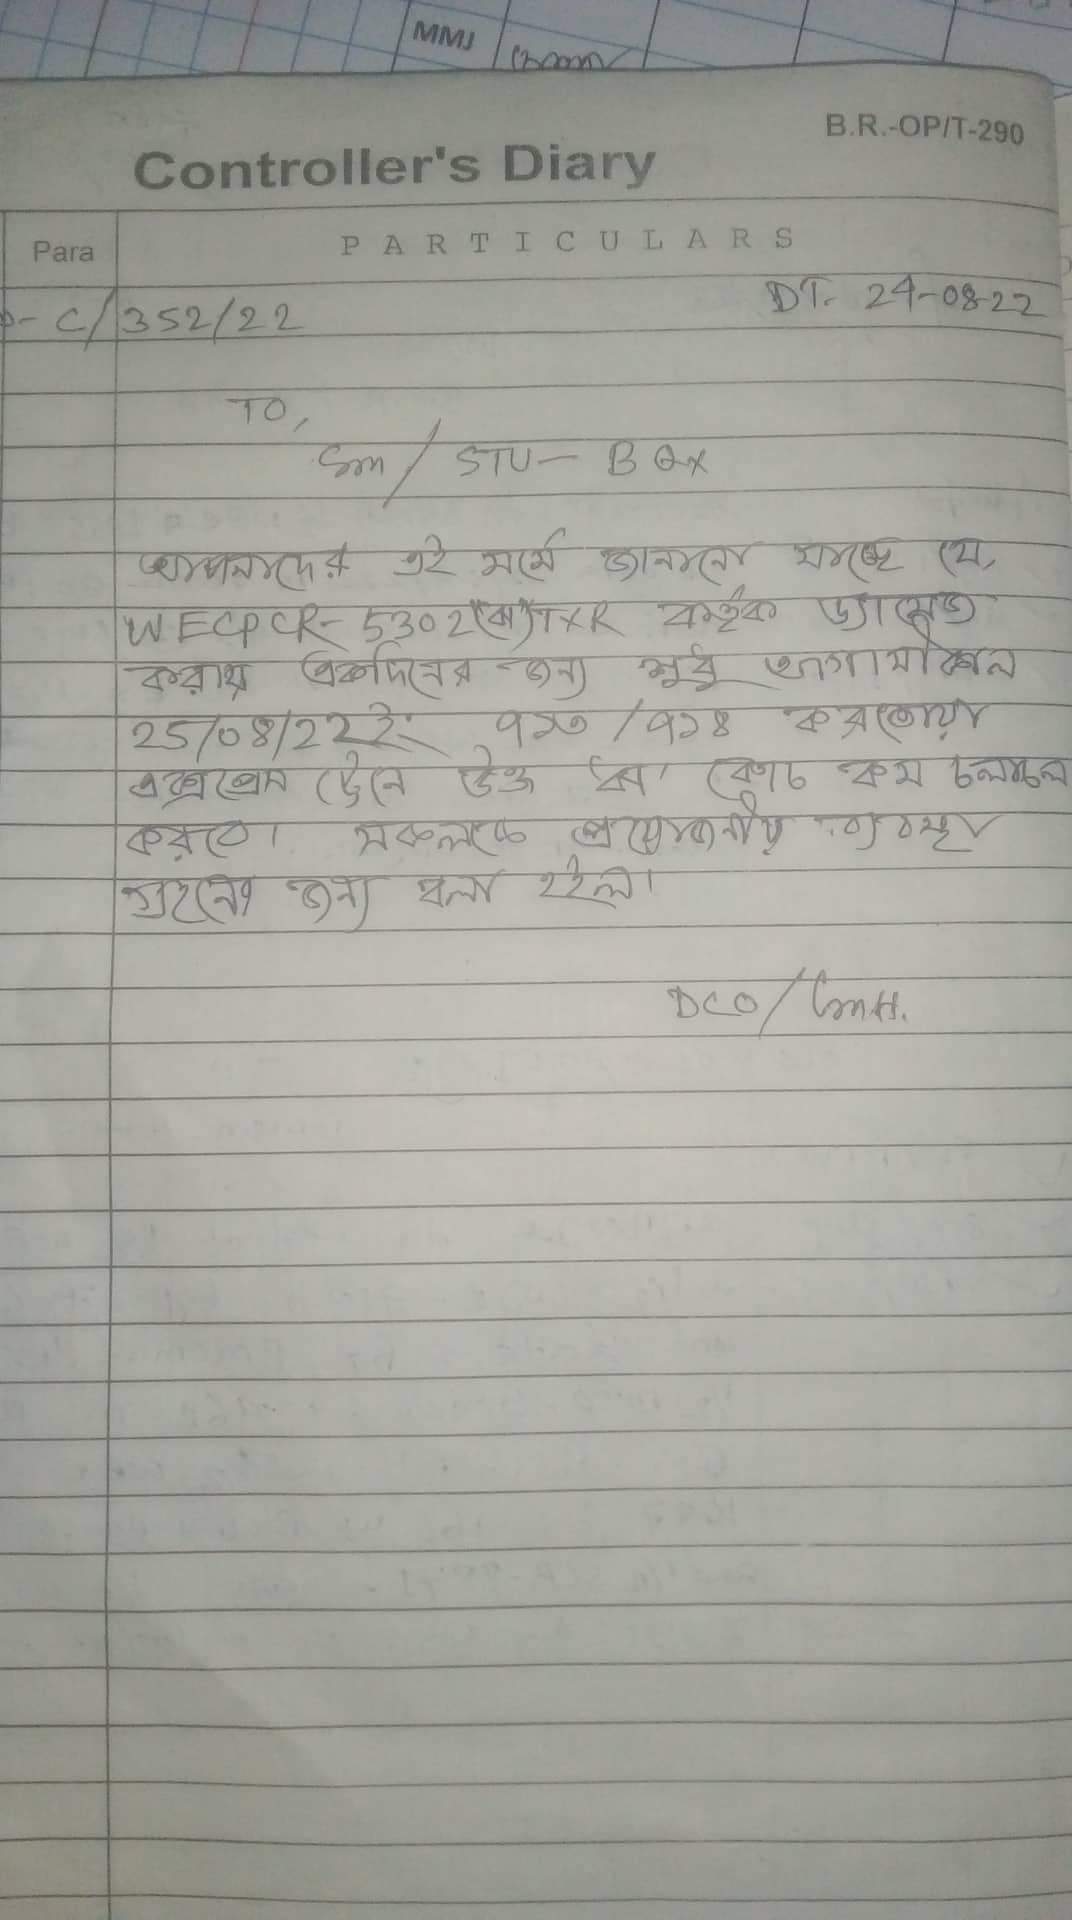 MMJ
B.R.-OP/T-290
Controller's Diary
Para
PARTICULARS
- C/352/22
DT. 24-08-22
TO,
Sm/STU- BQX
আপনাদের এই মর্মে জানানো যাচ্ছে যে,
WECPCR- 5302(ঝ)TXR কর্তৃক ড্যামেজ
করায় একদিনের জন্য শুধু আগামীকাল
25/08/22ইং ৭১৩/৭১৪ করতোয়া
এক্সপ্রেস ট্রেনে উক্ত কোচ কম চলাচল
করবে। সকলকে প্রয়োজনীয় ব্যবস্থা
গ্রহনের জন্য বলা হইল।
DCO/